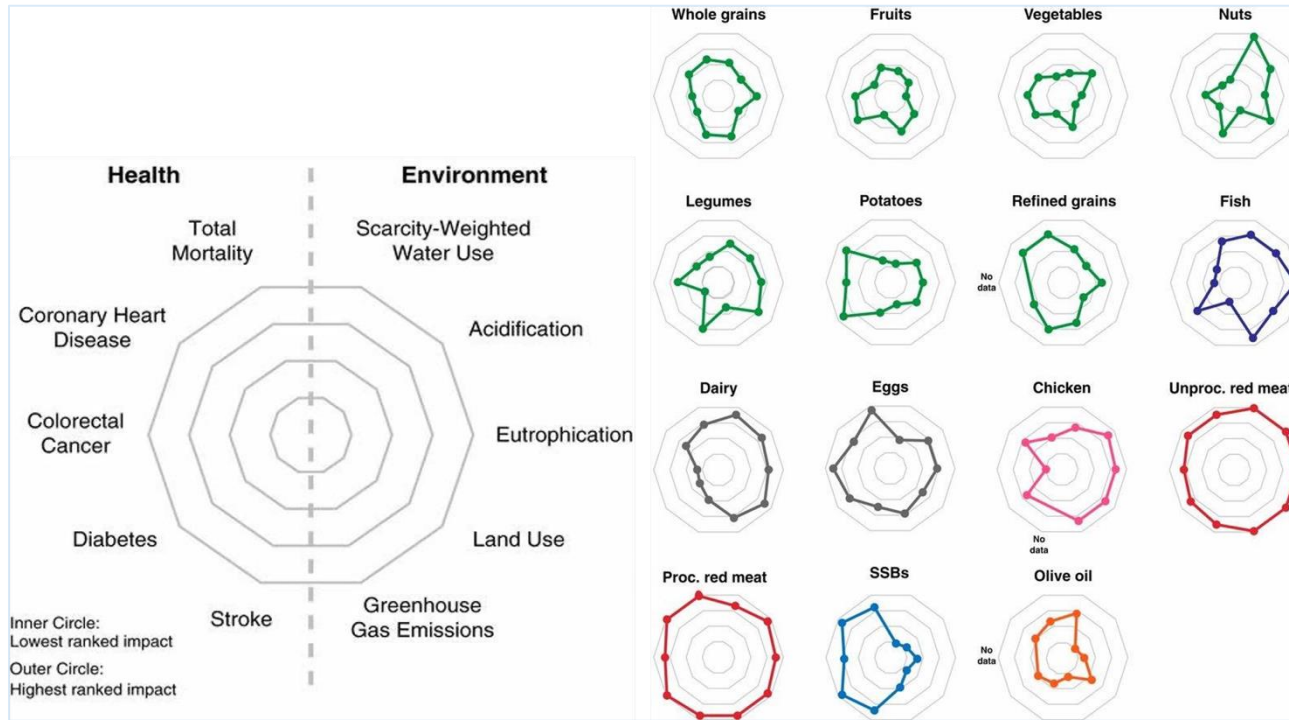 Health
Environment
Total
Mortality
Scarcity-Weighted
Water Use
Coronary Heart
Disease
Acidification
Colorectal
Cancer
Eutrophication
Diabetes
Land Use
Stroke
Greenhouse
Gas Emissions
Inner Circle:
Lowest ranked impact
Outer Circle:
Highest ranked impact
Whole grains
Fruits
Vegetables
Nuts
Legumes
Potatoes
Refined grains
Fish
No
data
Dairy
Eggs
Chicken
Unproc. red meat
No
data
Proc. red meat
SSBs
Olive oil
No
data